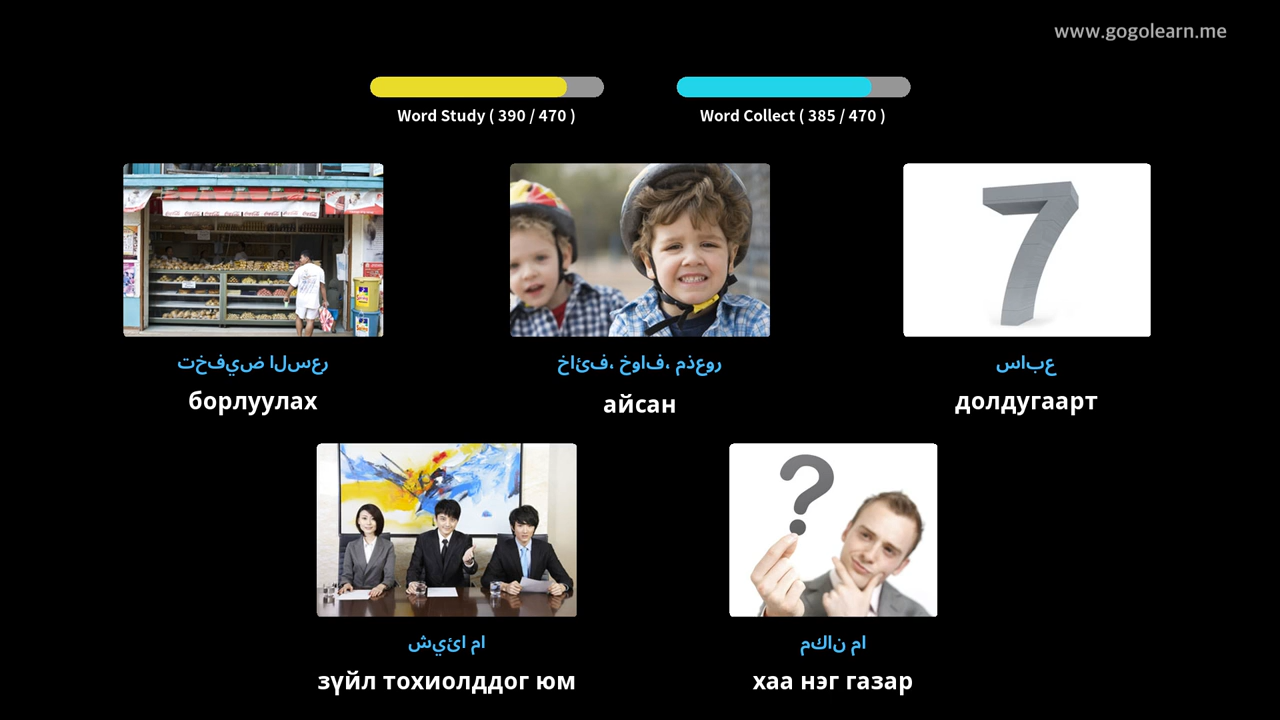 www.gogolearn.me
Word Study ( 390 / 470 )
Word Collect ( 385 / 470 )
تخفيض السعر
борлуулах
خائف، خواف، مذعور
айсан
سابع
долдугаарт
7
شيئا ما
зүйл тохиолддог юм
?
مكان ما
хаа нэг газар